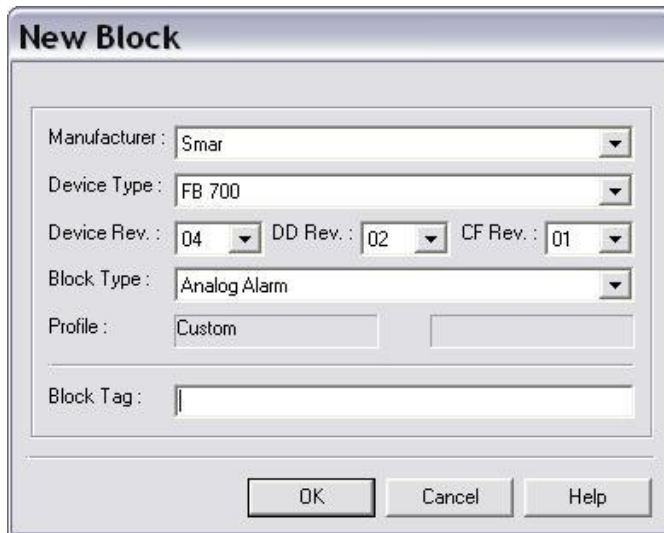 New Block
Manufacturer : Smar
Device Type : FB 700
Device Rev. : 04 DD Rev. : 02 CF Rev. : 01
Block Type : Analog Alarm
Profile : Custom
Block Tag :
OK Cancel Help